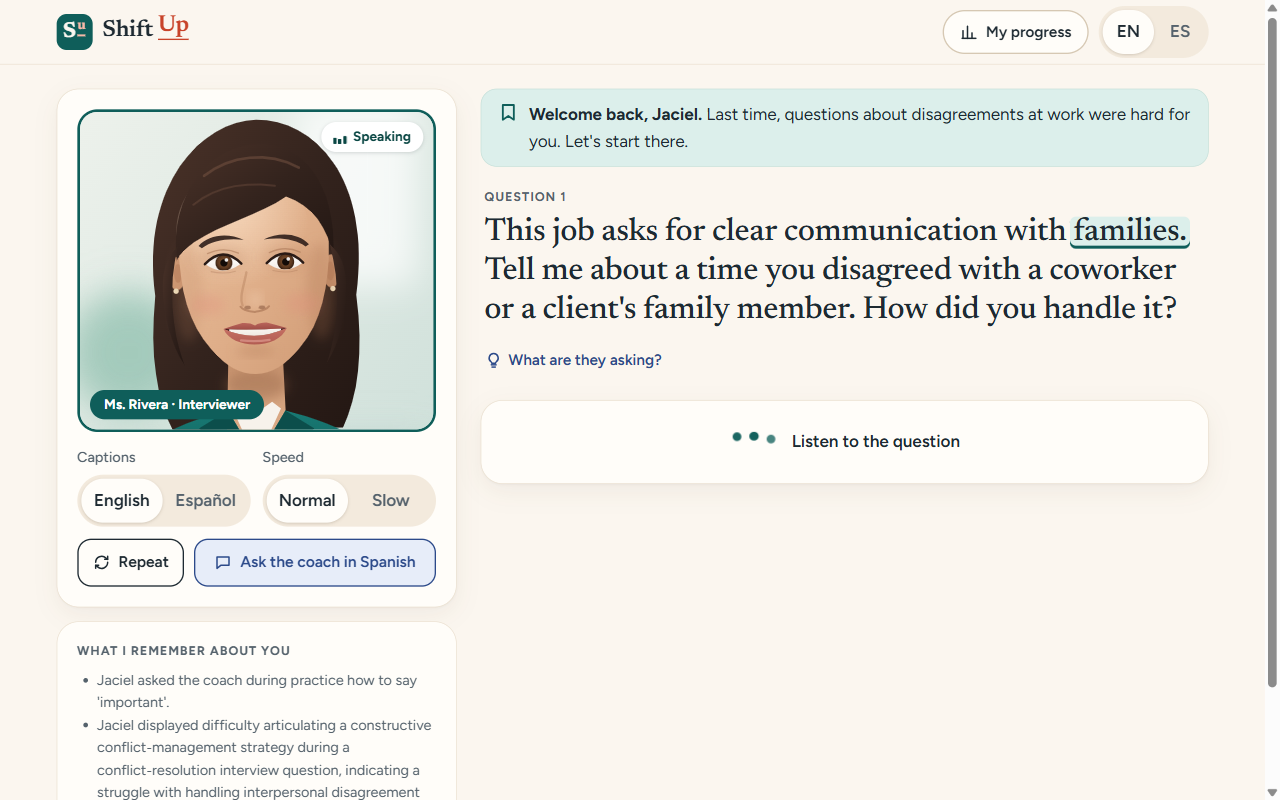 Su Shift Up
My progress
EN ES
Speaking
Ms. Rivera · Interviewer
Captions
English Español
Speed
Normal Slow
Repeat
Ask the coach in Spanish
WHAT I REMEMBER ABOUT YOU
• Jaciel asked the coach during practice how to say
'important'.
• Jaciel displayed difficulty articulating a constructive
conflict-management strategy during a
conflict-resolution interview question, indicating a
struggle with handling interpersonal disagreement
Welcome back, Jaciel. Last time, questions about disagreements at work were hard for
you. Let's start there.
QUESTION 1
This job asks for clear communication with families.
Tell me about a time you disagreed with a coworker
or a client's family member. How did you handle it?
What are they asking?
Listen to the question